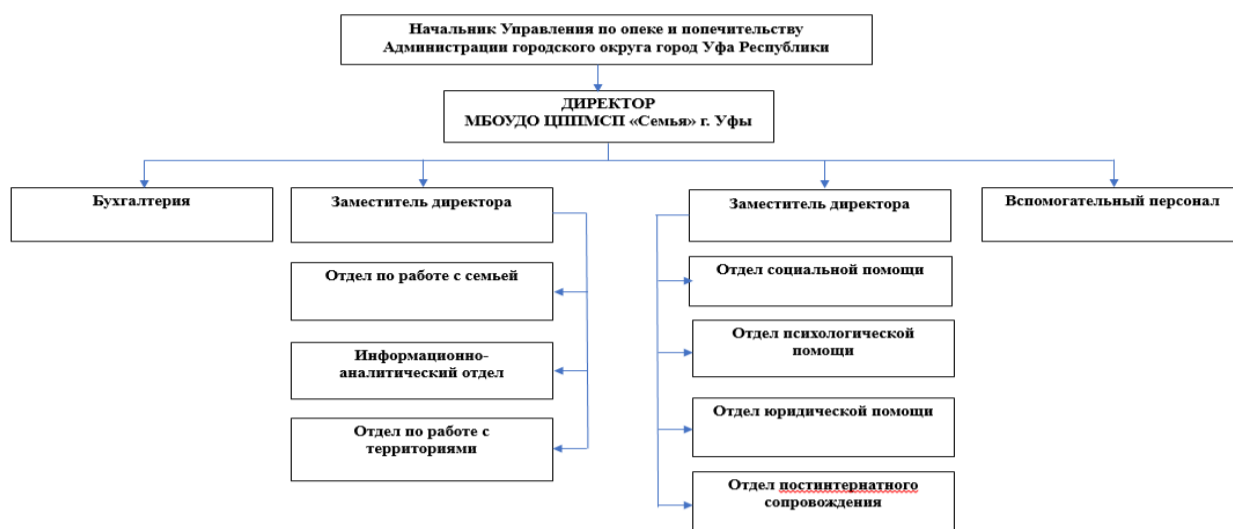 Начальник Управления по опеке и попечительству
Администрации городского округа город Уфа Республики
ДИРЕКТОР
МБОУДО ЦППМСП «Семья» г. Уфы
Бухгалтерия
Заместитель директора
Заместитель директора
Вспомогательный персонал
Отдел по работе с семьей
Информационно-
аналитический отдел
Отдел по работе с
территориями
Отдел социальной помощи
Отдел психологической
помощи
Отдел юридической помощи
Отдел постинтернатного
сопровождения